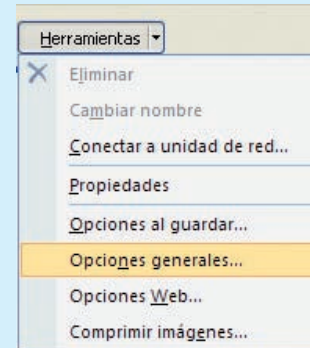 Herramientas
Eliminar
Cambiar nombre
Conectar a unidad de red...
Propiedades
Opciones al guardar...
Opciones generales...
Opciones Web...
Comprimir imágenes...